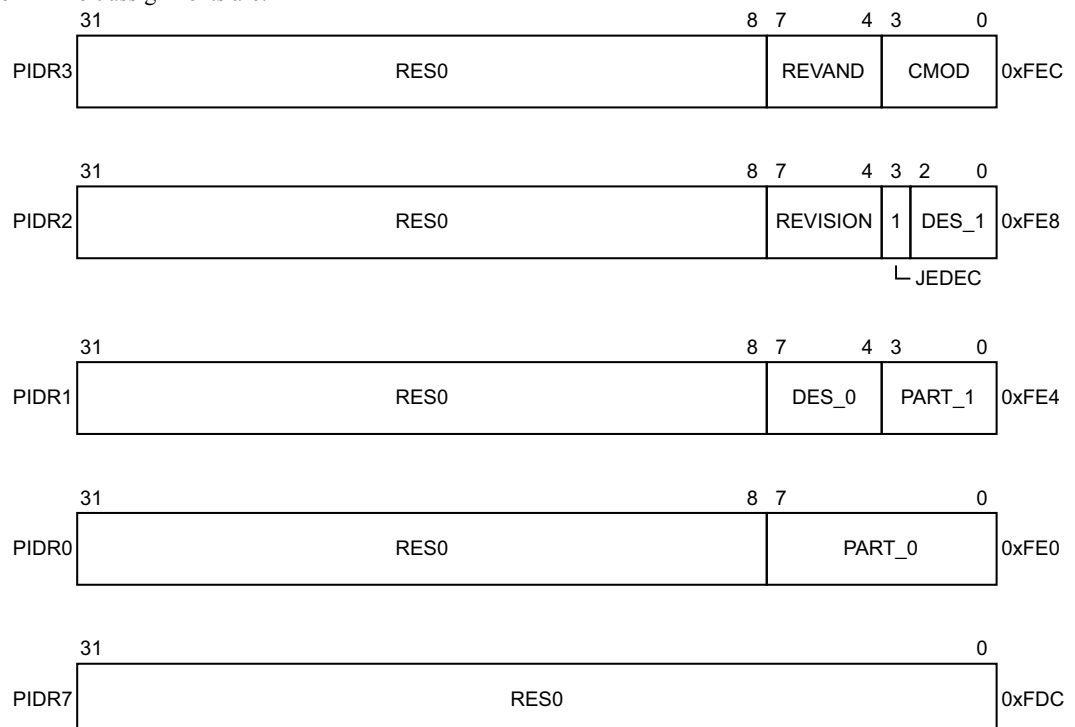 31 8 7 4 3 0
PIDR3 RES0 REVAND CMOD 0xFEC
31 8 7 4 3 2 0
PIDR2 RES0 REVISION 1 DES_1 0xFE8
JEDEC
31 8 7 4 3 0
PIDR1 RES0 DES_0 PART_1 0xFE4
31 8 7 0
PIDR0 RES0 PART_0 0xFE0
31 0
PIDR7 RES0 0xFDC